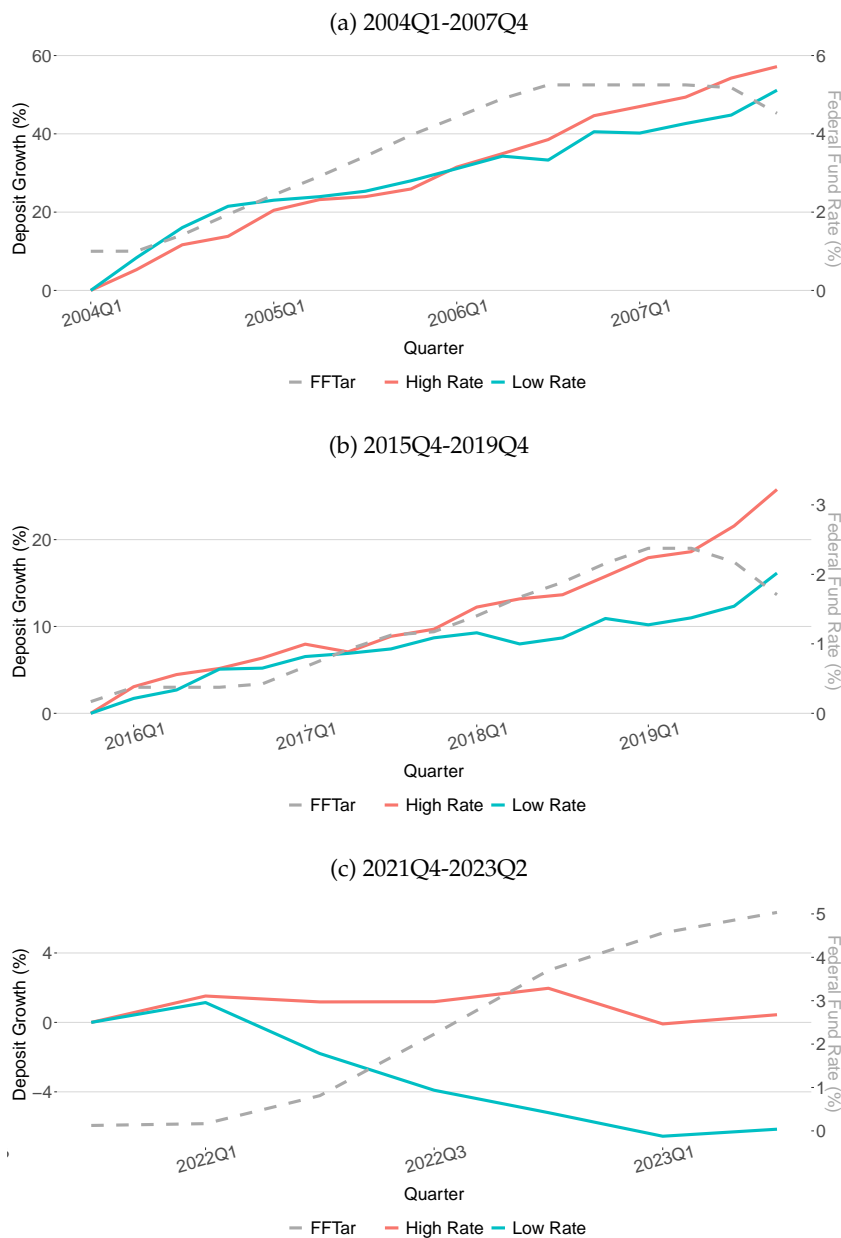 (a) 2004Q1-2007Q4
60
40
20
0
Deposit Growth (%)
6
4
2
0
Federal Fund Rate (%)
2004Q1
2005Q1
2006Q1
2007Q1
Quarter
FFTar
High Rate
Low Rate
(b) 2015Q4-2019Q4
20
10
0
Deposit Growth (%)
3
2
1
0
Federal Fund Rate (%)
2016Q1
2017Q1
2018Q1
2019Q1
Quarter
FFTar
High Rate
Low Rate
(c) 2021Q4-2023Q2
4
0
−4
Deposit Growth (%)
5
4
3
2
1
0
Federal Fund Rate (%)
2022Q1
2022Q3
2023Q1
Quarter
FFTar
High Rate
Low Rate